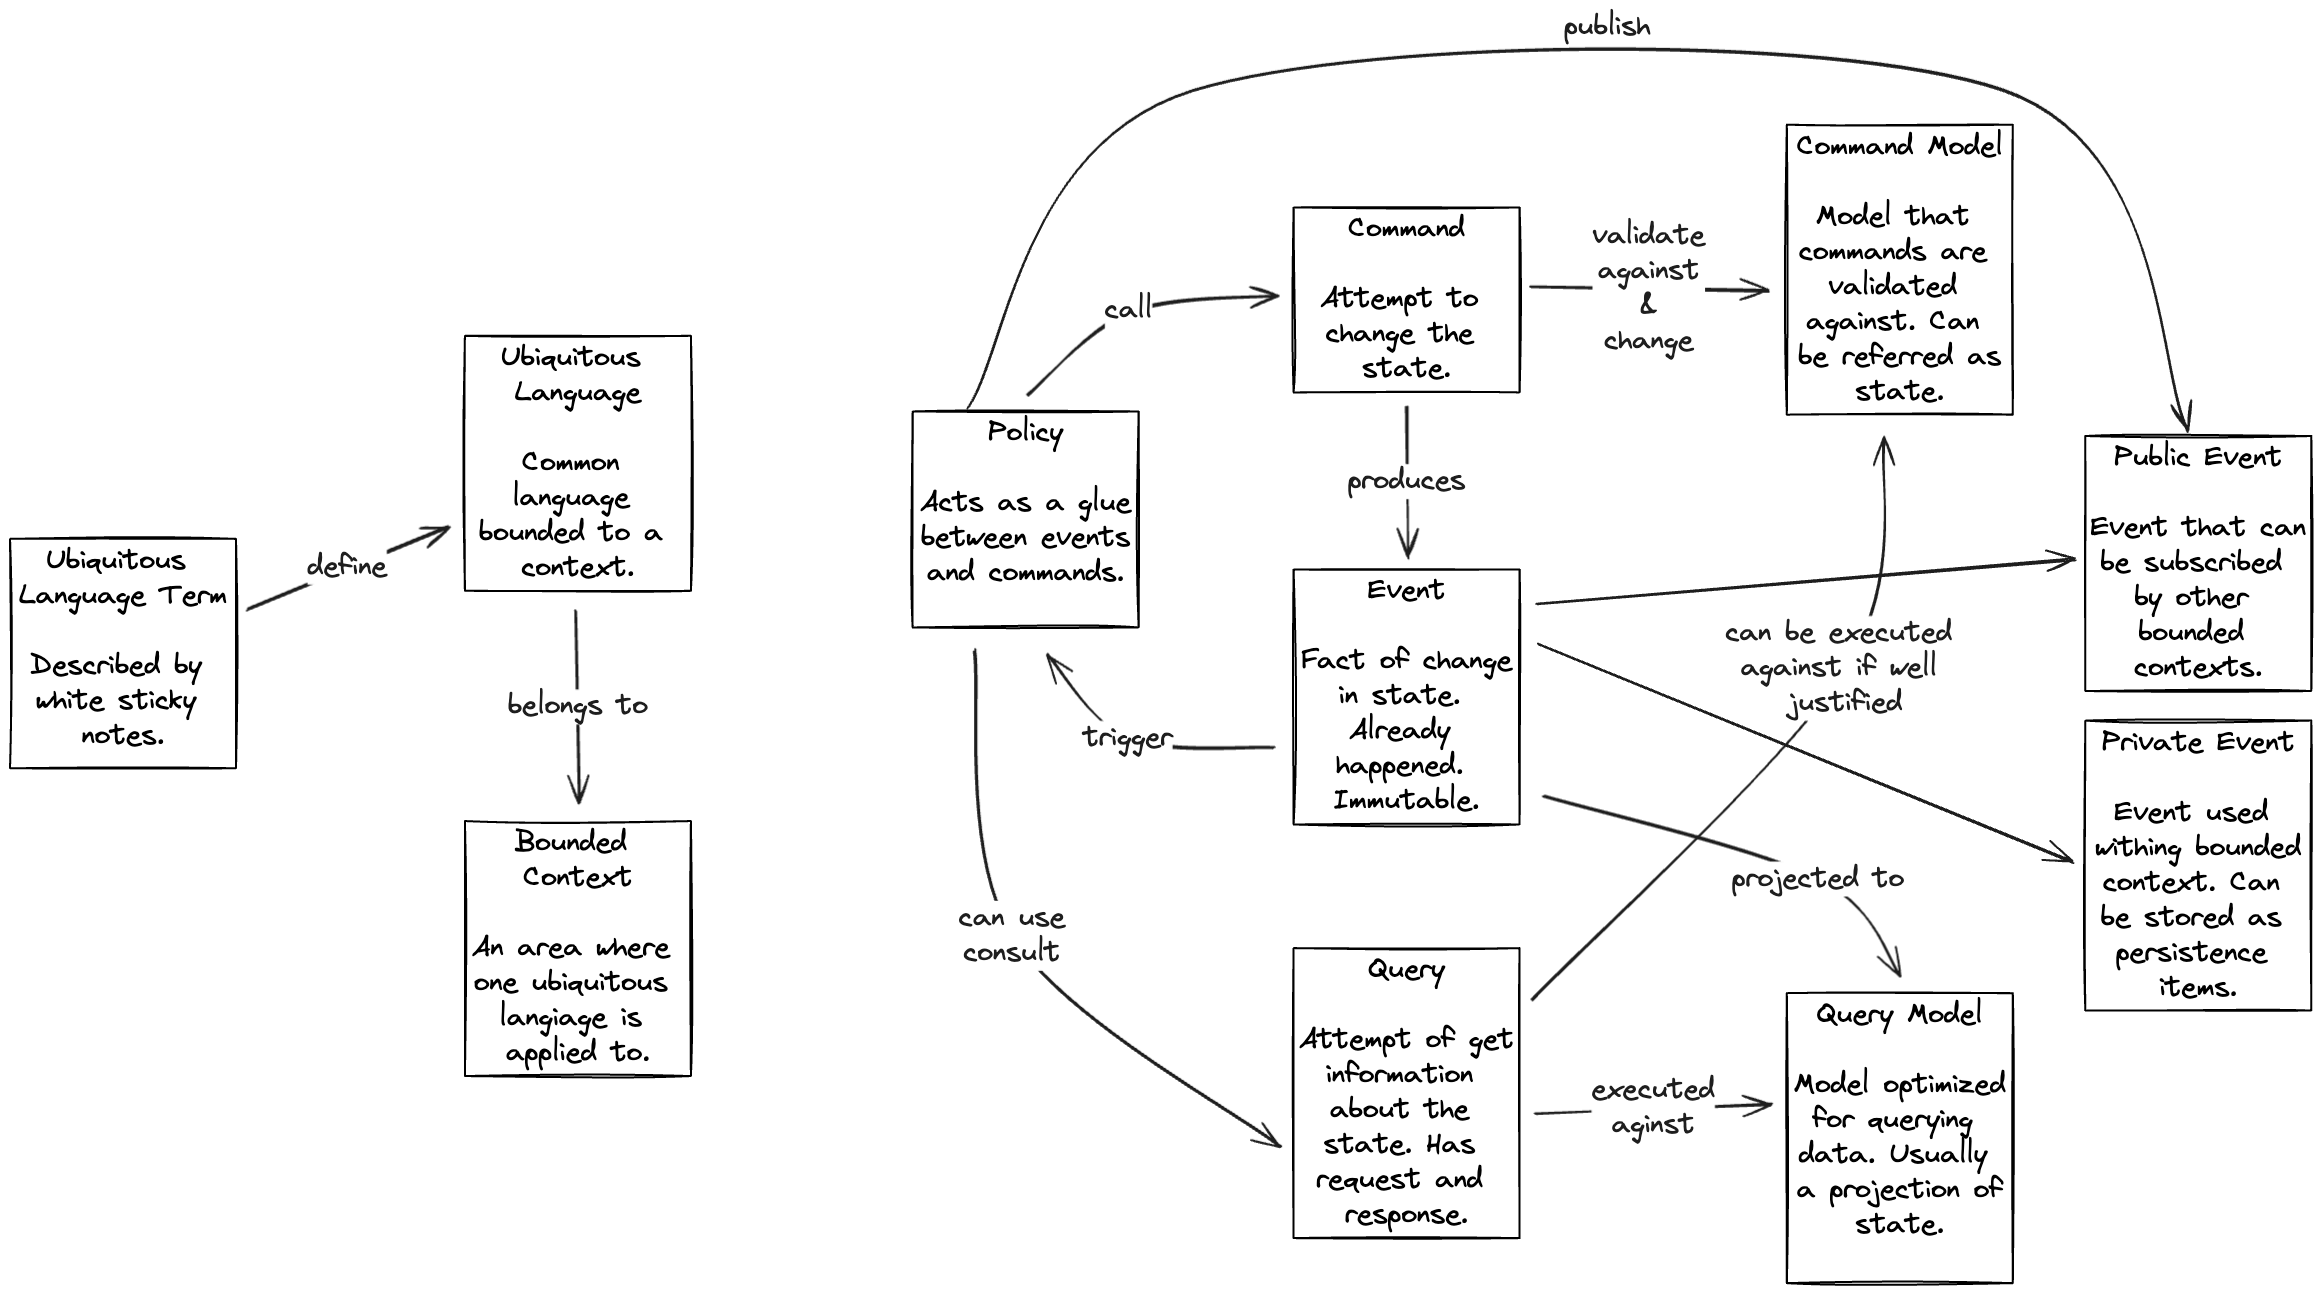 publish
Command Model
Model that
commands are
validated
against. Can
be referred as
state.
Command
Attempt to
change the
state.
validate
against
&
change
call
Ubiquitous
Language
Common
language
bounded to a
context.
Policy
Acts as a glue
between events
and commands.
produces
Public Event
Event that can
be subscribed
by other
bounded
contexts.
Ubiquitous
Language Term
Described by
white sticky
notes.
define
belongs to
Event
Fact of change
in state.
Already
happened.
Immutable.
trigger
can be executed
against if well
justified
Private Event
Event used
withing bounded
context. Can
be stored as
persistence
items.
projected to
Bounded
Context
An area where
one ubiquitous
langiage is
applied to.
can use
consult
Query
Attempt of get
information
about the
state. Has
request and
response.
executed
aginst
Query Model
Model optimized
for querying
data. Usually
a projection of
state.